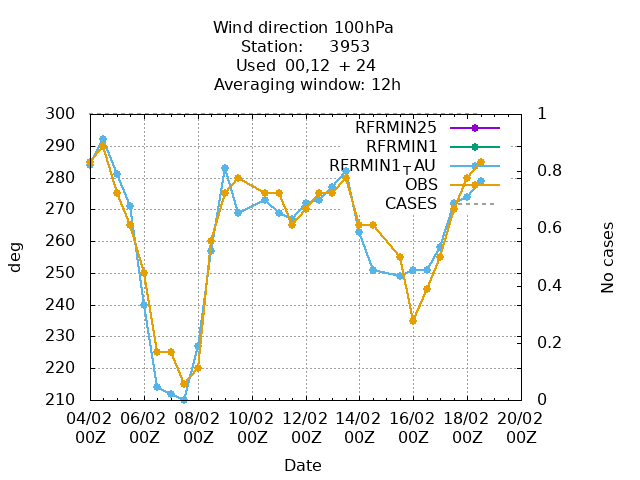 Wind direction 100hPa
Station: 3953
Used 00,12 + 24
Averaging window: 12h
300
290
280
270
260
250
240
230
220
210
deg
1
0.8
0.6
0.4
0.2
0
No cases
RFRMIN25
RFRMIN1
RFRMIN1_TAU
OBS
CASES
04/02 06/02 08/02 10/02 12/02 14/02 16/02 18/02 20/02
00Z 00Z 00Z 00Z 00Z 00Z 00Z 00Z 00Z
Date